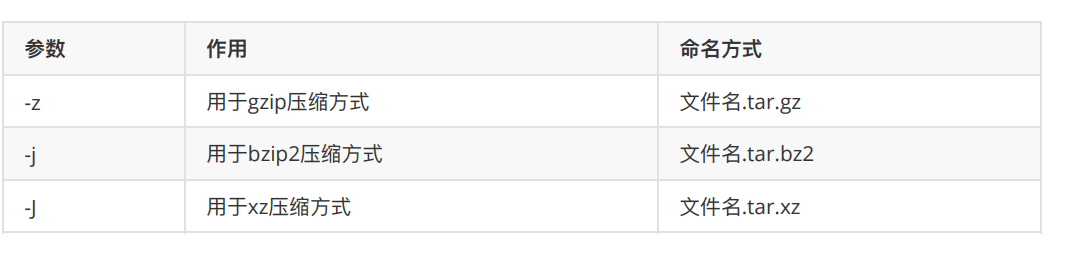 参数 作用 命名方式
-z 用于gzip压缩方式 文件名.tar.gz
-j 用于bzip2压缩方式 文件名.tar.bz2
-J 用于xz压缩方式 文件名.tar.xz